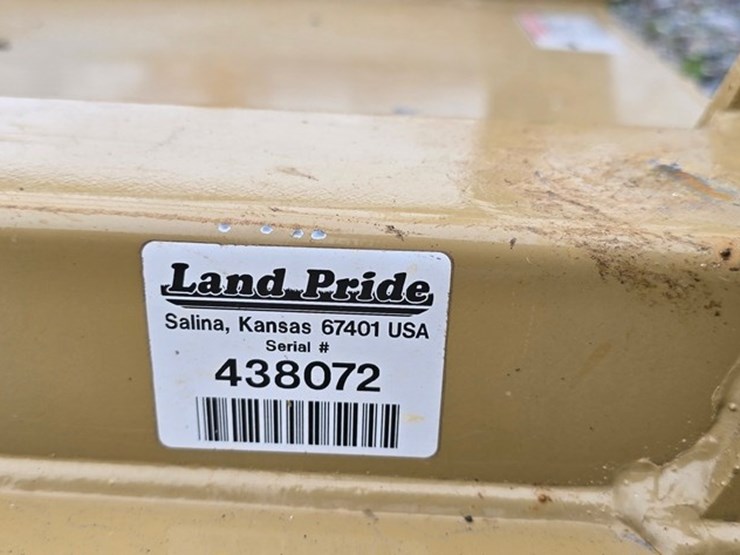 Land Pride
Salina, Kansas 67401 USA
Serial #
438072